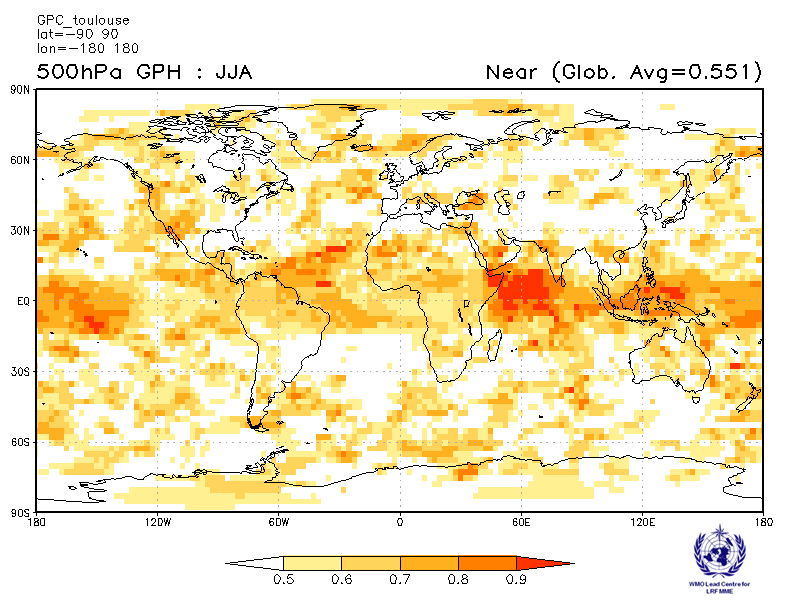 GPC_toulouse
lat=−90 90
lon=−180 180
500hPa GPH : JJA Near (Glob. Avg=0.551)
90N
60N
30N
EQ
30S
60S
90S
180 120W 60W 0 60E 120E 180
0.5 0.6 0.7 0.8 0.9
WMO Lead Centre for
LRF MME